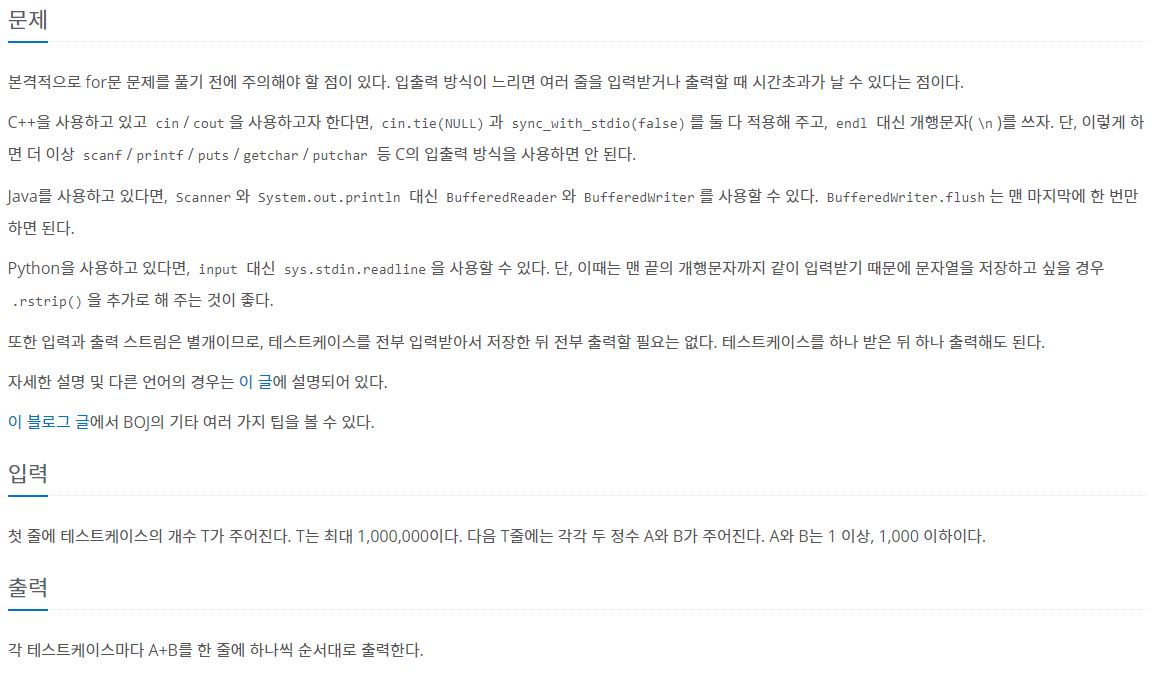 문제
본격적으로 for문 문제를 풀기 전에 주의해야 할 점이 있다. 입출력 방식이 느리면 여러 줄을 입력받거나 출력할 때 시간초과가 날 수 있다는 점이다.
C++을 사용하고 있고 cin / cout 을 사용하고자 한다면, cin.tie(NULL) 과 sync_with_stdio(false) 를 둘 다 적용해 주고, endl 대신 개행문자( \n )를 쓰자. 단, 이렇게 하
면 더 이상 scanf / printf / puts / getchar / putchar 등 C의 입출력 방식을 사용하면 안 된다.
Java를 사용하고 있다면, Scanner 와 System.out.println 대신 BufferedReader 와 BufferedWriter 를 사용할 수 있다. BufferedWriter.flush 는 맨 마지막에 한 번만
하면 된다.
Python을 사용하고 있다면, input 대신 sys.stdin.readline 을 사용할 수 있다. 단, 이때는 맨 끝의 개행문자까지 같이 입력받기 때문에 문자열을 저장하고 싶을 경우
.rstrip() 을 추가로 해 주는 것이 좋다.
또한 입력과 출력 스트림은 별개이므로, 테스트케이스를 전부 입력받아서 저장한 뒤 전부 출력할 필요는 없다. 테스트케이스를 하나 받은 뒤 하나 출력해도 된다.
자세한 설명 및 다른 언어의 경우는 이 글에 설명되어 있다.
이 블로그 글에서 BOJ의 기타 여러 가지 팁을 볼 수 있다.
입력
첫 줄에 테스트케이스의 개수 T가 주어진다. T는 최대 1,000,000이다. 다음 T줄에는 각각 두 정수 A와 B가 주어진다. A와 B는 1 이상, 1,000 이하이다.
출력
각 테스트케이스마다 A+B를 한 줄에 하나씩 순서대로 출력한다.